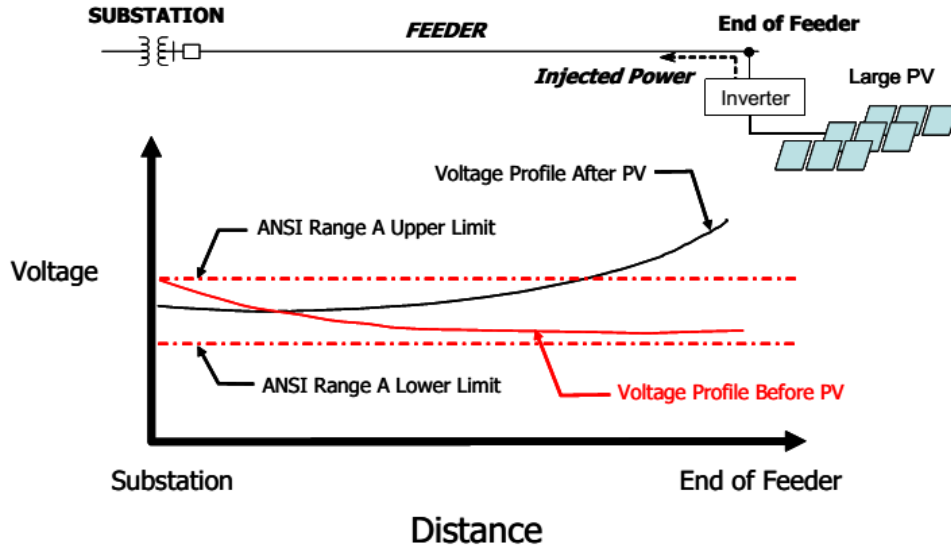 SUBSTATION
FEEDER
End of Feeder
Injected Power
Large PV
Inverter
Voltage Profile After PV
ANSI Range A Upper Limit
Voltage
ANSI Range A Lower Limit
Voltage Profile Before PV
Substation
End of Feeder
Distance